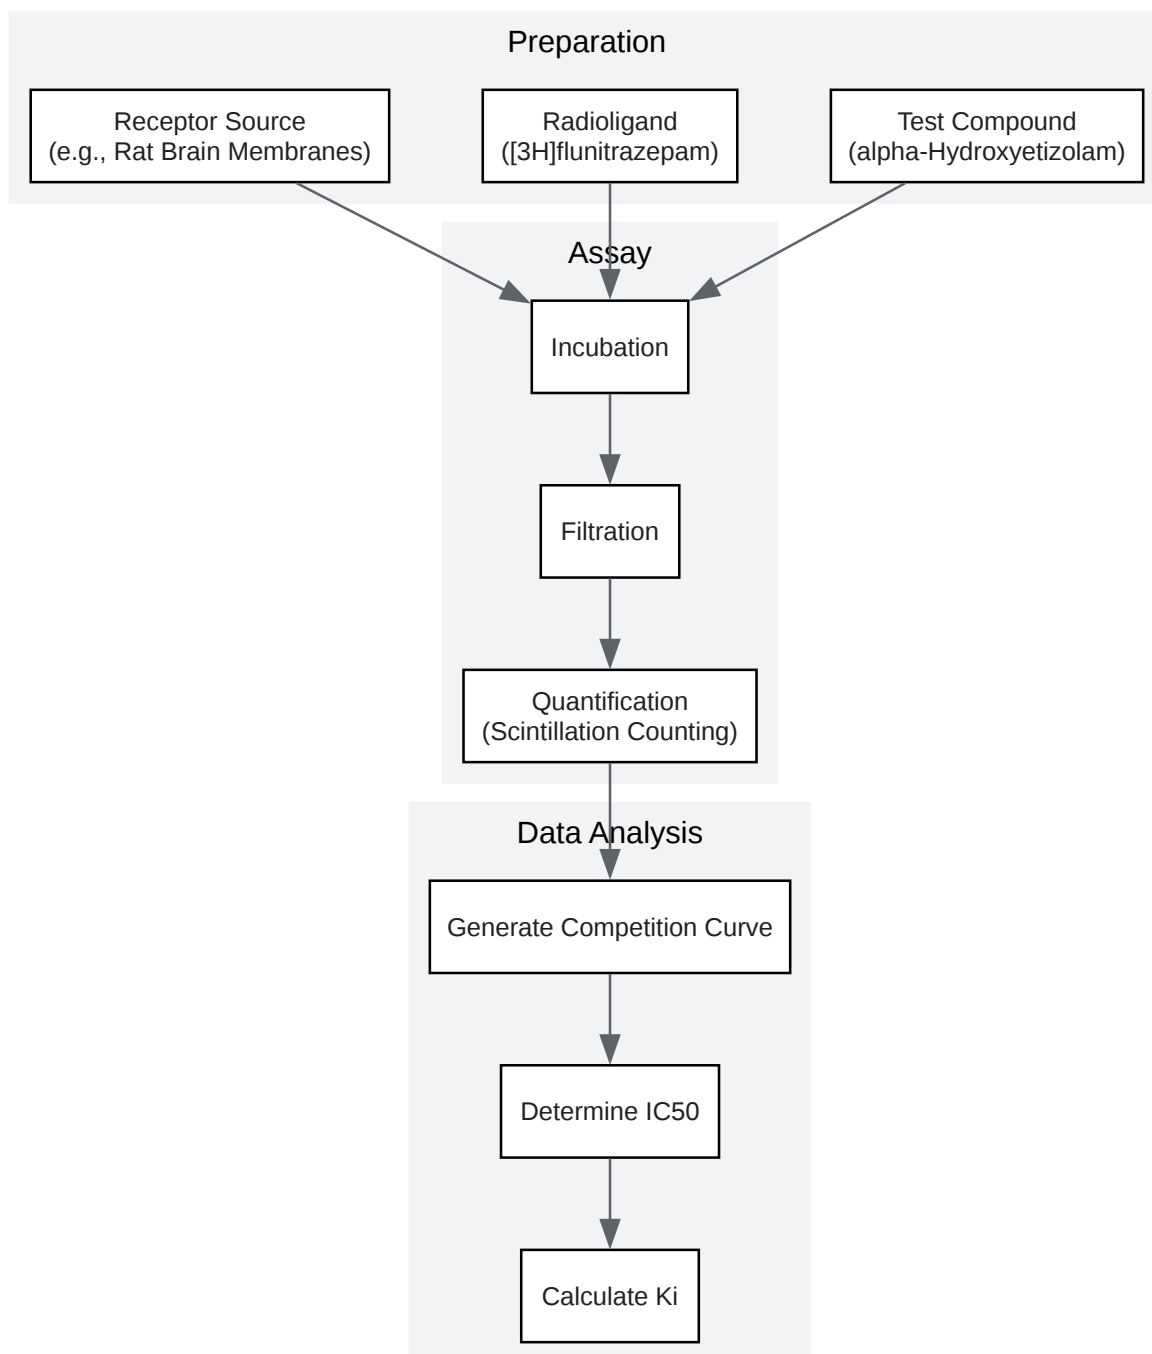 Preparation
Receptor Source
(e.g., Rat Brain Membranes)
Radioligand
([3H]flunitrazepam)
Test Compound
(alpha-Hydroxyetizolam)
Assay
Incubation
Filtration
Quantification
(Scintillation Counting)
Data Analysis
Generate Competition Curve
Determine IC50
Calculate Ki